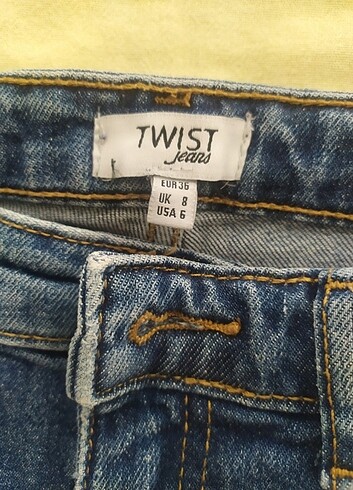 TWIST
jeans
EUR 36
UK 8
USA 6